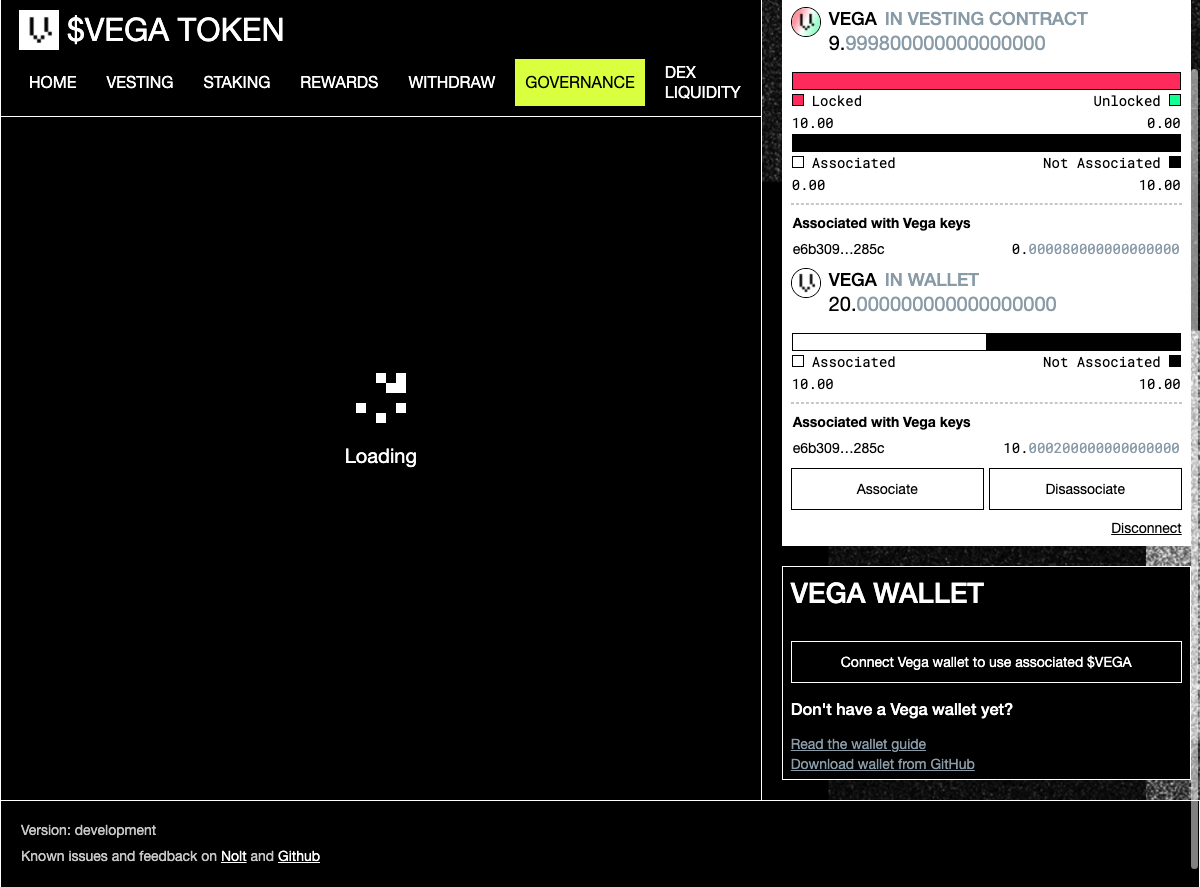 $VEGA TOKEN
HOME VESTING STAKING REWARDS WITHDRAW GOVERNANCE DEX LIQUIDITY
Loading
VEGA IN VESTING CONTRACT
9.999800000000000000
Locked Unlocked
10.00 0.00
Associated Not Associated
0.00 10.00
Associated with Vega keys
e6b309…285c 0.000080000000000000
VEGA IN WALLET
20.000000000000000000
Associated Not Associated
10.00 10.00
Associated with Vega keys
e6b309…285c 10.000200000000000000
Associate Disassociate
Disconnect
VEGA WALLET
Connect Vega wallet to use associated $VEGA
Don't have a Vega wallet yet?
Read the wallet guide
Download wallet from GitHub
Version: development
Known issues and feedback on Nolt and Github